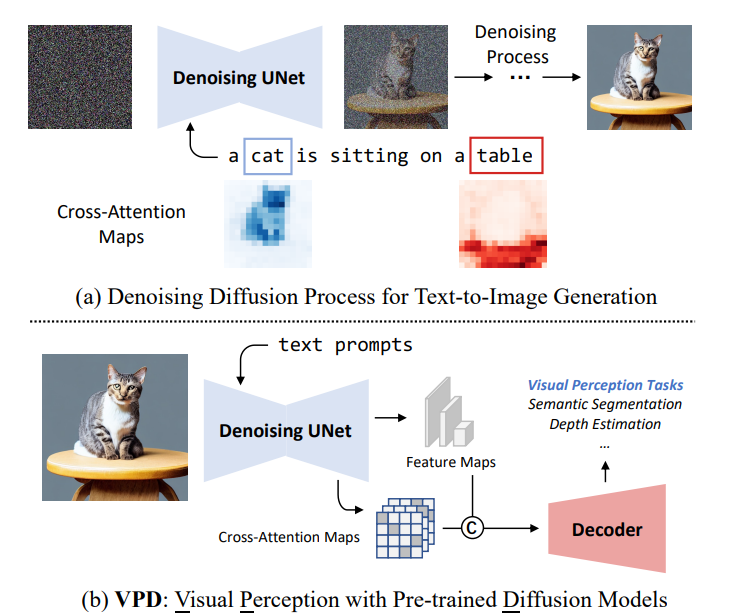 Denoising
Process
Denoising UNet
...
a cat is sitting on a table
Cross-Attention
Maps
(a) Denoising Diffusion Process for Text-to-Image Generation
text prompts
Visual Perception Tasks
Semantic Segmentation
Depth Estimation
...
Denoising UNet
Feature Maps
Cross-Attention Maps
C
Decoder
(b) VPD: Visual Perception with Pre-trained Diffusion Models